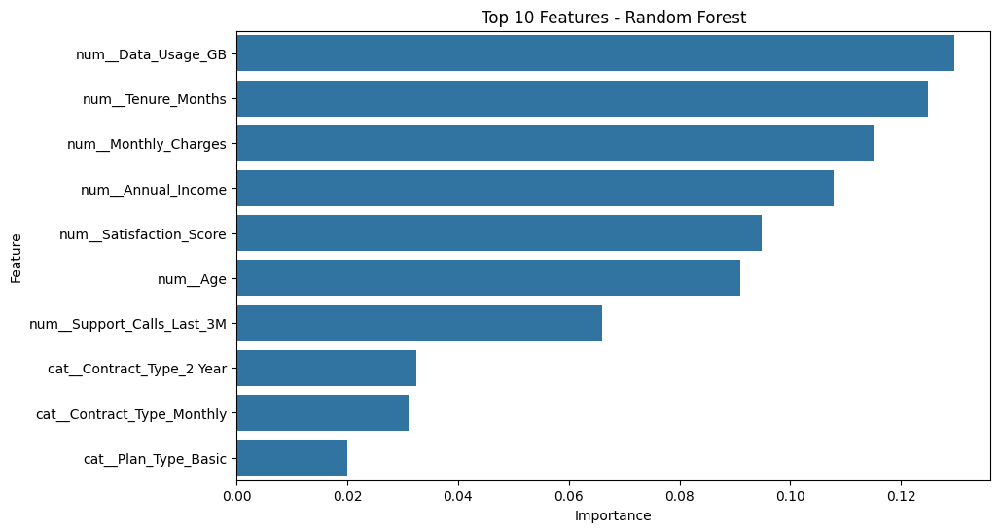 Top 10 Features - Random Forest
Feature
num__Data_Usage_GB
num__Tenure_Months
num__Monthly_Charges
num__Annual_Income
num__Satisfaction_Score
num__Age
num__Support_Calls_Last_3M
cat__Contract_Type_2 Year
cat__Contract_Type_Monthly
cat__Plan_Type_Basic
0.00 0.02 0.04 0.06 0.08 0.10 0.12
Importance